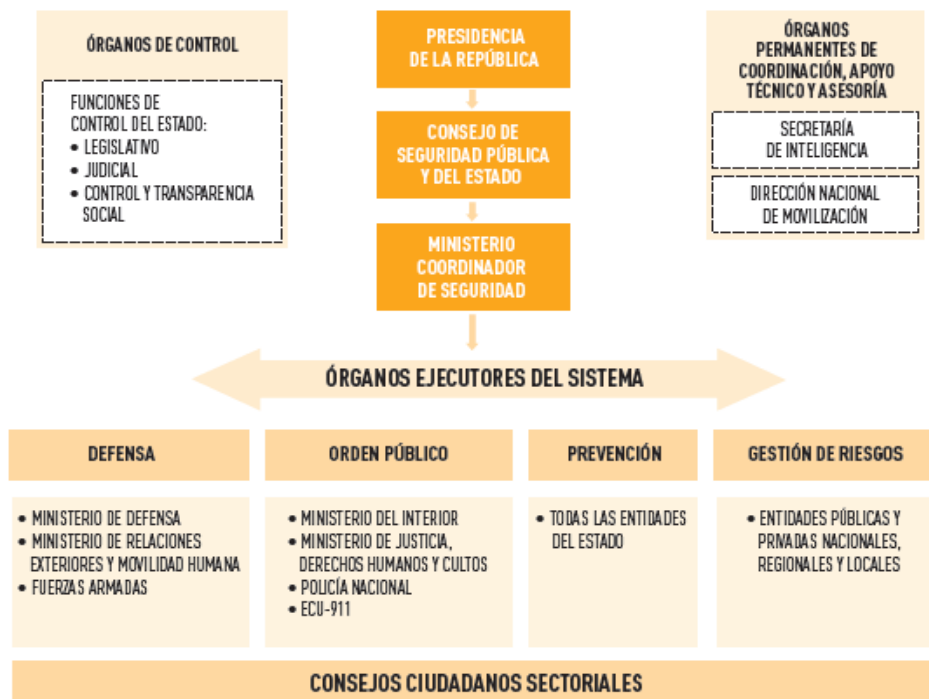 ÓRGANOS DE CONTROL
FUNCIONES DE
CONTROL DEL ESTADO:
• LEGISLATIVO
• JUDICIAL
• CONTROL Y TRANSPARENCIA
SOCIAL
PRESIDENCIA
DE LA REPÚBLICA
CONSEJO DE
SEGURIDAD PÚBLICA
Y DEL ESTADO
MINISTERIO
COORDINADOR
DE SEGURIDAD
ÓRGANOS
PERMANENTES DE
COORDINACIÓN, APOYO
TÉCNICO Y ASESORÍA
SECRETARÍA
DE INTELIGENCIA
DIRECCIÓN NACIONAL
DE MOVILIZACIÓN
ÓRGANOS EJECUTORES DEL SISTEMA
DEFENSA
• MINISTERIO DE DEFENSA
• MINISTERIO DE RELACIONES
EXTERIORES Y MOVILIDAD HUMANA
• FUERZAS ARMADAS
ORDEN PÚBLICO
• MINISTERIO DEL INTERIOR
• MINISTERIO DE JUSTICIA,
DERECHOS HUMANOS Y CULTOS
• POLICÍA NACIONAL
• ECU-911
PREVENCIÓN
• TODAS LAS ENTIDADES
DEL ESTADO
GESTIÓN DE RIESGOS
• ENTIDADES PÚBLICAS Y
PRIVADAS NACIONALES,
REGIONALES Y LOCALES
CONSEJOS CIUDADANOS SECTORIALES